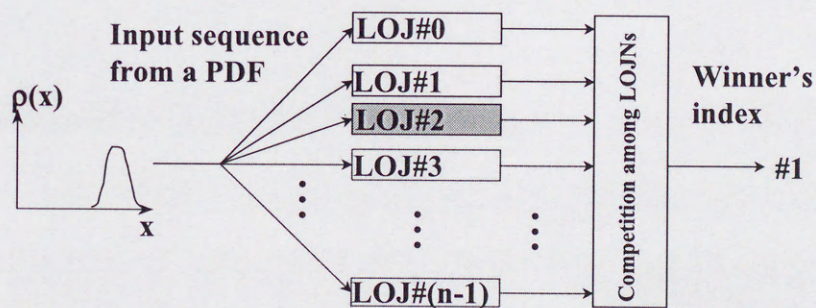 Input sequence
from a PDF
ρ(x)
x
LOJ#0
LOJ#1
LOJ#2
LOJ#3
LOJ#(n-1)
Competition among LOJNs
Winner's
index
#1